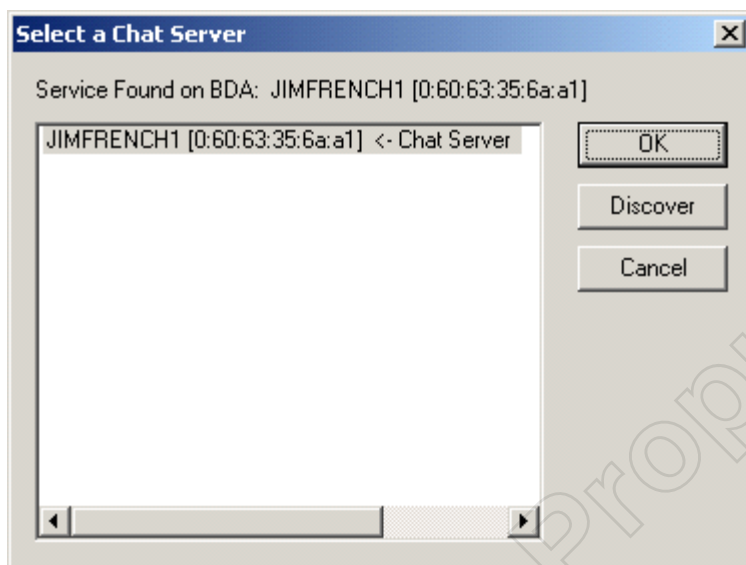 Select a Chat Server
Service Found on BDA: JIMFRENCH1 [0:60:63:35:6a:a1]
JIMFRENCH1 [0:60:63:35:6a:a1] <- Chat Server
OK
Discover
Cancel